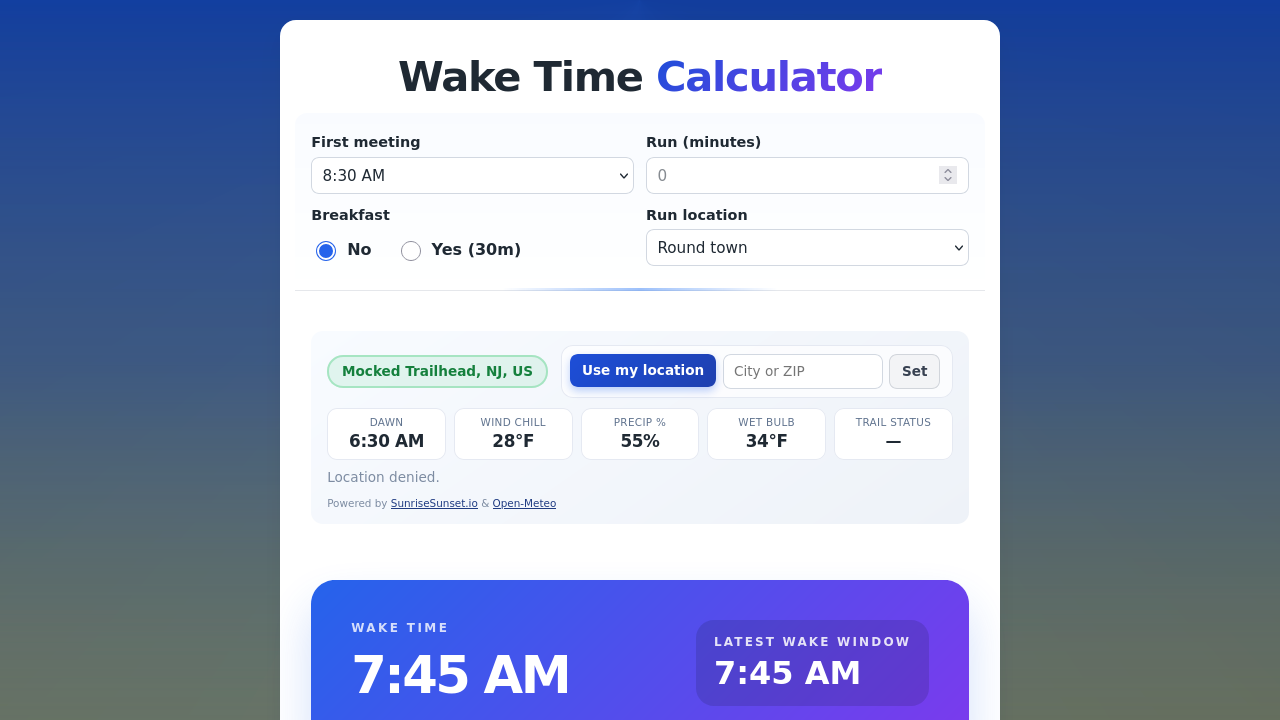 Wake Time Calculator
First meeting
8:30 AM
Run (minutes)
0
Breakfast
No
Yes (30m)
Run location
Round town
Mocked Trailhead, NJ, US
Use my location
City or ZIP
Set
DAWN
6:30 AM
WIND CHILL
28°F
PRECIP %
55%
WET BULB
34°F
TRAIL STATUS
—
Location denied.
Powered by SunriseSunset.io & Open-Meteo
WAKE TIME
7:45 AM
LATEST WAKE WINDOW
7:45 AM